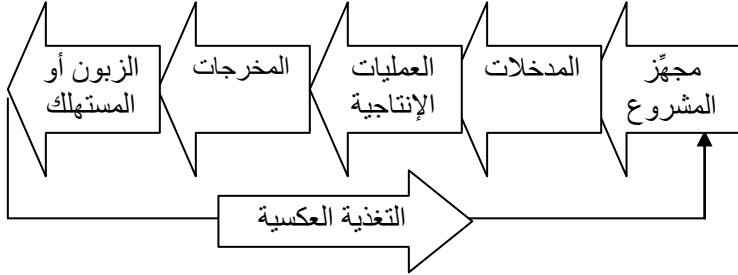 مجهِّز
المشروع
المدخلات
العمليات
الإنتاجية
المخرجات
الزبون أو
المستهلك
التغذية العكسية